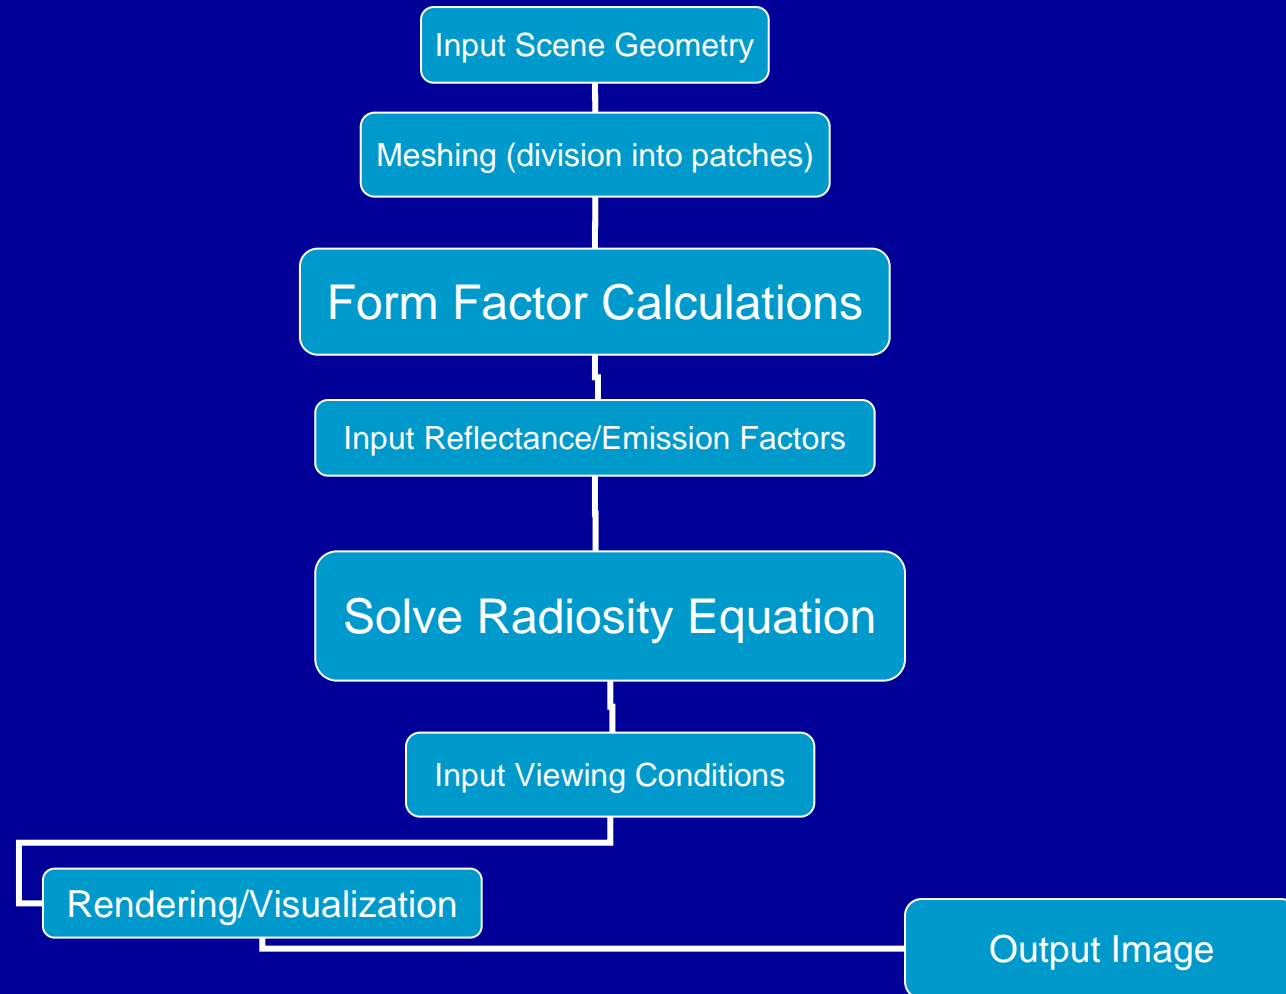 Input Scene Geometry
Meshing (division into patches)
Form Factor Calculations
Input Reflectance/Emission Factors
Solve Radiosity Equation
Input Viewing Conditions
Rendering/Visualization
Output Image